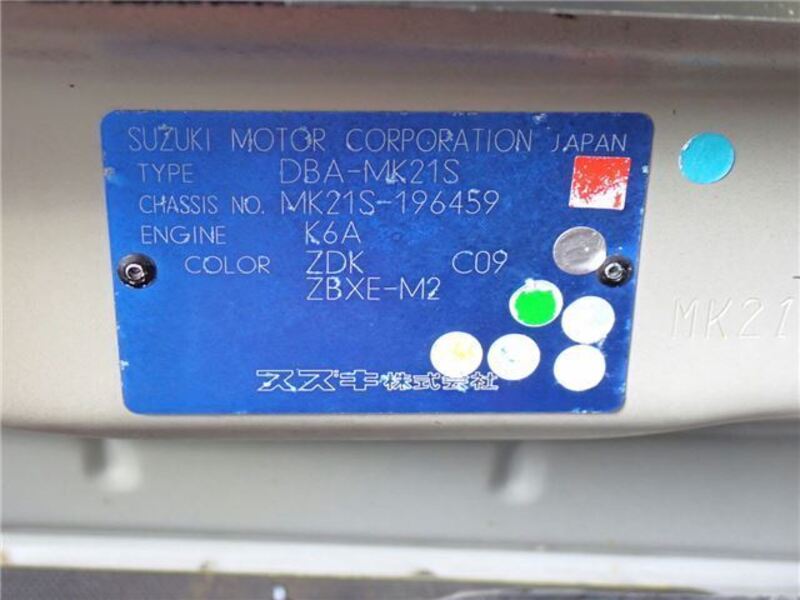 SUZUKI MOTOR CORPORATION JAPAN
TYPE DBA-MK21S
CHASSIS NO. MK21S-196459
ENGINE K6A
COLOR ZDK C09
ZBXE-M2
スズキ株式会社
MK21